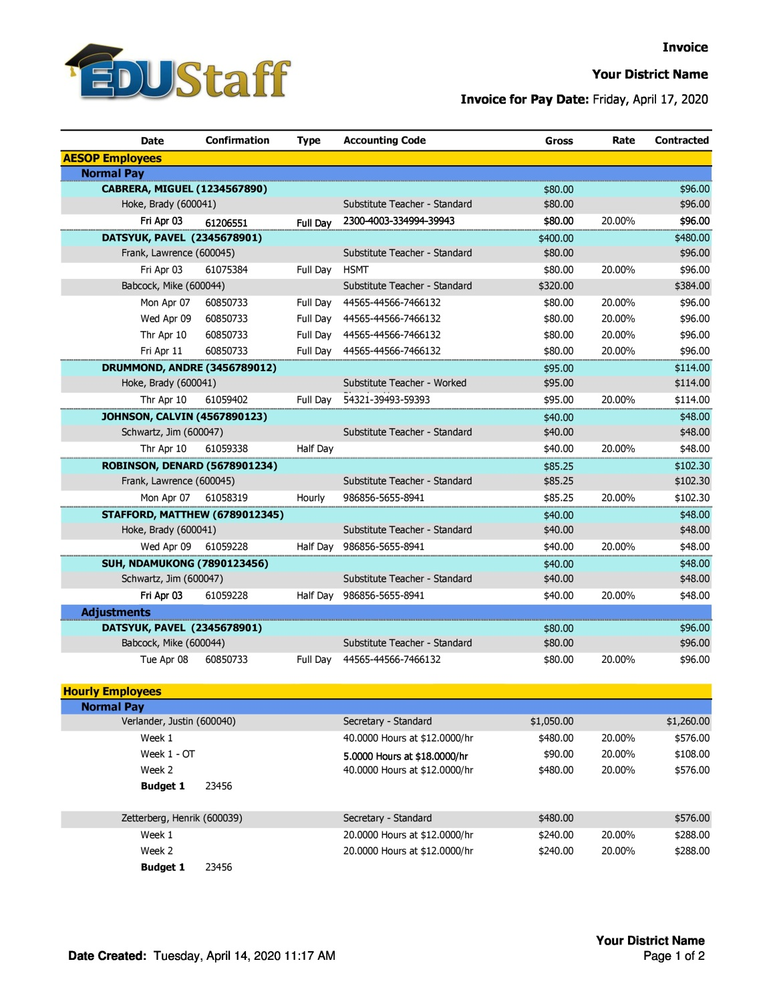 EDUStaff
Invoice
Your District Name
Invoice for Pay Date: Friday, April 17, 2020
Date Confirmation Type Accounting Code Gross Rate Contracted
AESOP Employees
Normal Pay
CABRERA, MIGUEL (1234567890) $80.00 $96.00
Hoke, Brady (600041) Substitute Teacher - Standard $80.00 $96.00
Fri Apr 03 61206551 Full Day 2300-4003-334994-39943 $80.00 20.00% $96.00
DATSYUK, PAVEL (2345678901) $400.00 $480.00
Frank, Lawrence (600045) Substitute Teacher - Standard $80.00 $96.00
Fri Apr 03 61075384 Full Day HSMT $80.00 20.00% $96.00
Babcock, Mike (600044) Substitute Teacher - Standard $320.00 $384.00
Mon Apr 07 60850733 Full Day 44565-44566-7466132 $80.00 20.00% $96.00
Wed Apr 09 60850733 Full Day 44565-44566-7466132 $80.00 20.00% $96.00
Thr Apr 10 60850733 Full Day 44565-44566-7466132 $80.00 20.00% $96.00
Fri Apr 11 60850733 Full Day 44565-44566-7466132 $80.00 20.00% $96.00
DRUMMOND, ANDRE (3456789012) $95.00 $114.00
Hoke, Brady (600041) Substitute Teacher - Worked $95.00 $114.00
Thr Apr 10 61059402 Full Day 54321-39493-59393 $95.00 20.00% $114.00
JOHNSON, CALVIN (4567890123) $40.00 $48.00
Schwartz, Jim (600047) Substitute Teacher - Standard $40.00 $48.00
Thr Apr 10 61059338 Half Day $40.00 20.00% $48.00
ROBINSON, DENARD (5678901234) $85.25 $102.30
Frank, Lawrence (600045) Substitute Teacher - Standard $85.25 $102.30
Mon Apr 07 61058319 Hourly 986856-5655-8941 $85.25 20.00% $102.30
STAFFORD, MATTHEW (6789012345) $40.00 $48.00
Hoke, Brady (600041) Substitute Teacher - Standard $40.00 $48.00
Wed Apr 09 61059228 Half Day 986856-5655-8941 $40.00 20.00% $48.00
SUH, NDAMUKONG (7890123456) $40.00 $48.00
Schwartz, Jim (600047) Substitute Teacher - Standard $40.00 $48.00
Fri Apr 03 61059228 Half Day 986856-5655-8941 $40.00 20.00% $48.00
Adjustments
DATSYUK, PAVEL (2345678901) $80.00 $96.00
Babcock, Mike (600044) Substitute Teacher - Standard $80.00 $96.00
Tue Apr 08 60850733 Full Day 44565-44566-7466132 $80.00 20.00% $96.00
Hourly Employees
Normal Pay
Verlander, Justin (600040) Secretary - Standard $1,050.00 $1,260.00
Week 1 40.0000 Hours at $12.0000/hr $480.00 20.00% $576.00
Week 1 - OT 5.0000 Hours at $18.0000/hr $90.00 20.00% $108.00
Week 2 40.0000 Hours at $12.0000/hr $480.00 20.00% $576.00
Budget 1 23456
Zetterberg, Henrik (600039) Secretary - Standard $480.00 $576.00
Week 1 20.0000 Hours at $12.0000/hr $240.00 20.00% $288.00
Week 2 20.0000 Hours at $12.0000/hr $240.00 20.00% $288.00
Budget 1 23456
Your District Name
Date Created: Tuesday, April 14, 2020 11:17 AM Page 1 of 2